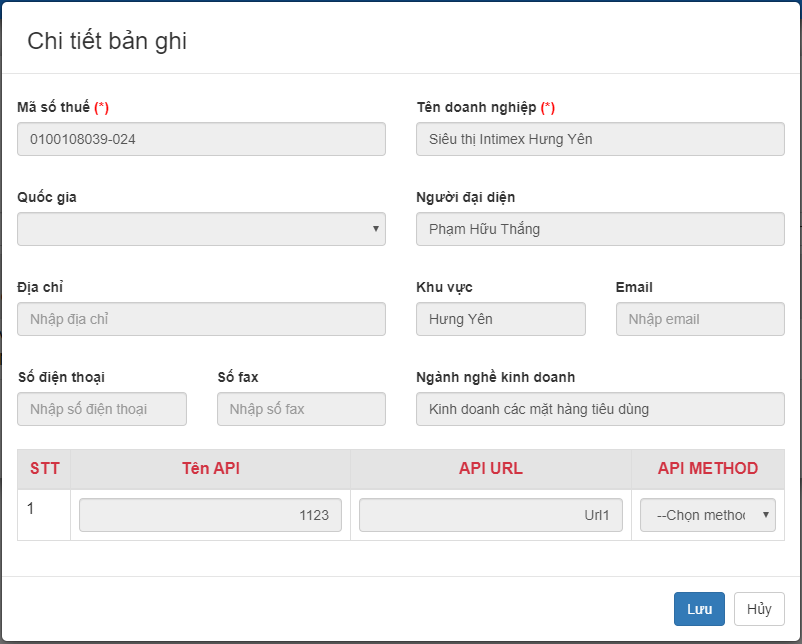 Chi tiết bản ghi
Mã số thuế (*) Tên doanh nghiệp (*)
0100108039-024 Siêu thị Intimex Hưng Yên
Quốc gia Người đại diện
Phạm Hữu Thắng
Địa chỉ Khu vực Email
Nhập địa chỉ Hưng Yên Nhập email
Số điện thoại Số fax Ngành nghề kinh doanh
Nhập số điện thoại Nhập số fax Kinh doanh các mặt hàng tiêu dùng
STT Tên API API URL API METHOD
1 1123 Url1 --Chọn method
Lưu Hủy